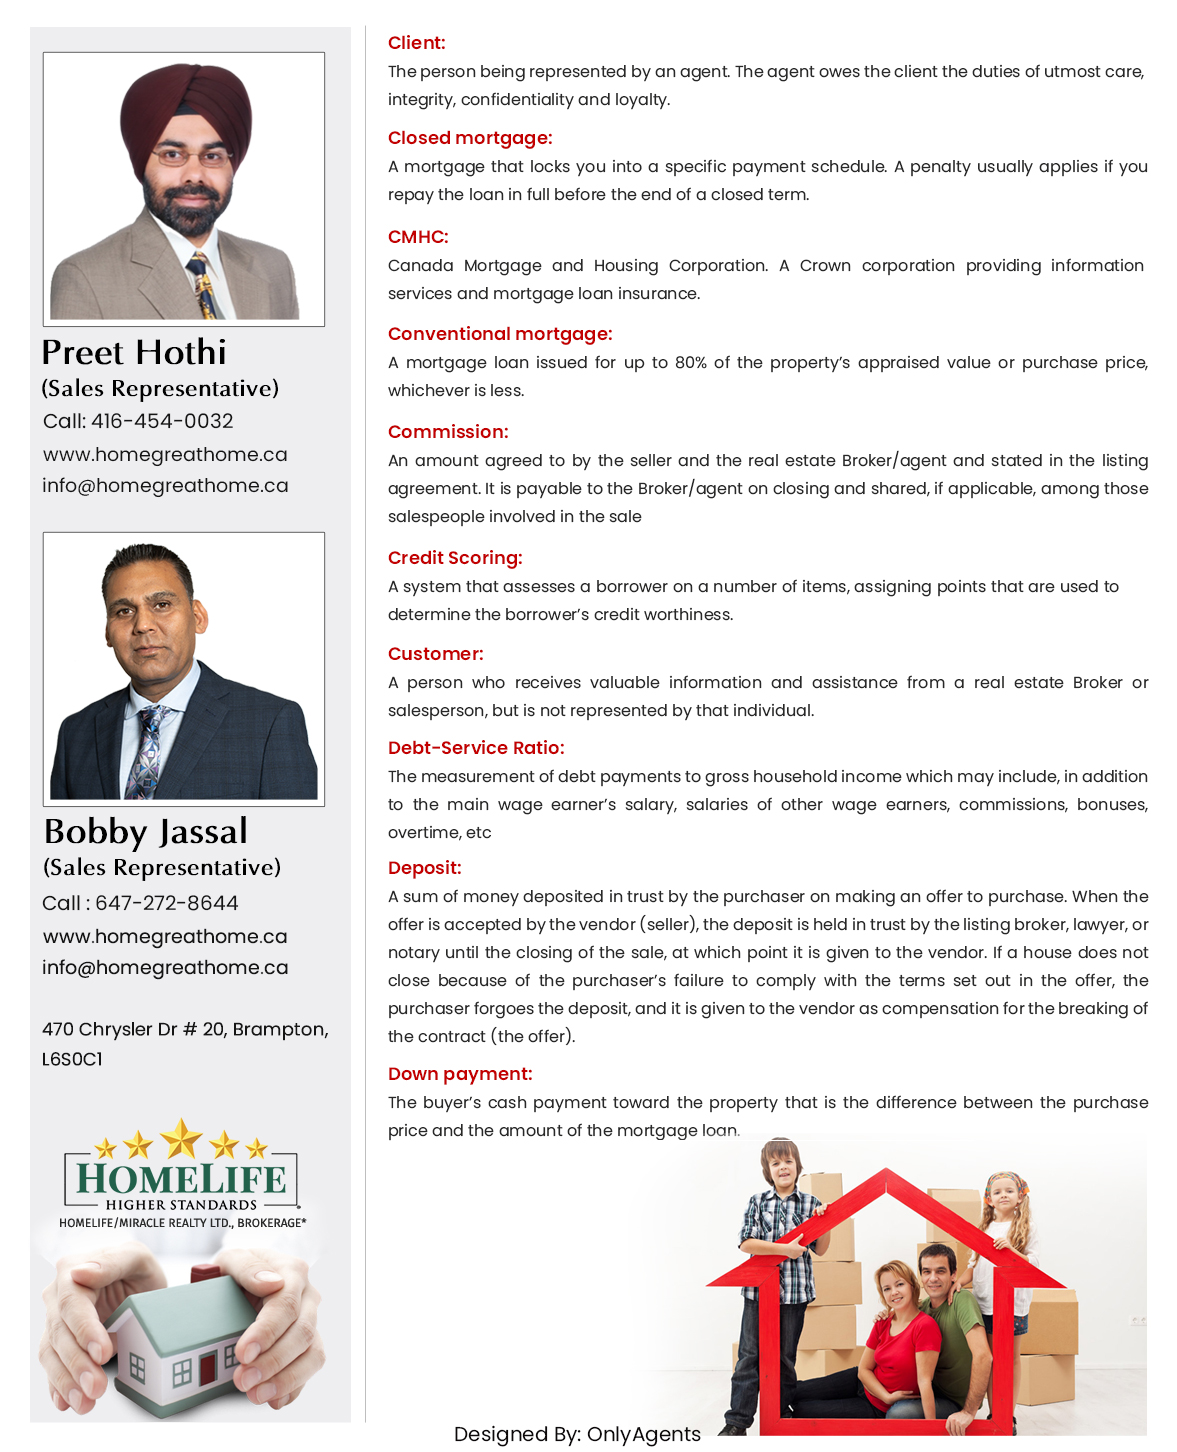 Preet Hothi
(Sales Representative)
Call: 416-454-0032
www.homegreathome.ca
info@homegreathome.ca
Bobby Jassal
(Sales Representative)
Call : 647-272-8644
www.homegreathome.ca
info@homegreathome.ca
470 Chrysler Dr # 20, Brampton,
L6S0C1
HOMELIFE
HIGHER STANDARDS
HOMELIFE/MIRACLE REALTY LTD., BROKERAGE*
Client:
The person being represented by an agent. The agent owes the client the duties of utmost care,
integrity, confidentiality and loyalty.
Closed mortgage:
A mortgage that locks you into a specific payment schedule. A penalty usually applies if you
repay the loan in full before the end of a closed term.
CMHC:
Canada Mortgage and Housing Corporation. A Crown corporation providing information
services and mortgage loan insurance.
Conventional mortgage:
A mortgage loan issued for up to 80% of the property’s appraised value or purchase price,
whichever is less.
Commission:
An amount agreed to by the seller and the real estate Broker/agent and stated in the listing
agreement. It is payable to the Broker/agent on closing and shared, if applicable, among those
salespeople involved in the sale
Credit Scoring:
A system that assesses a borrower on a number of items, assigning points that are used to
determine the borrower’s credit worthiness.
Customer:
A person who receives valuable information and assistance from a real estate Broker or
salesperson, but is not represented by that individual.
Debt-Service Ratio:
The measurement of debt payments to gross household income which may include, in addition
to the main wage earner’s salary, salaries of other wage earners, commissions, bonuses,
overtime, etc
Deposit:
A sum of money deposited in trust by the purchaser on making an offer to purchase. When the
offer is accepted by the vendor (seller), the deposit is held in trust by the listing broker, lawyer, or
notary until the closing of the sale, at which point it is given to the vendor. If a house does not
close because of the purchaser’s failure to comply with the terms set out in the offer, the
purchaser forgoes the deposit, and it is given to the vendor as compensation for the breaking of
the contract (the offer).
Down payment:
The buyer’s cash payment toward the property that is the difference between the purchase
price and the amount of the mortgage loan.
Designed By: OnlyAgents